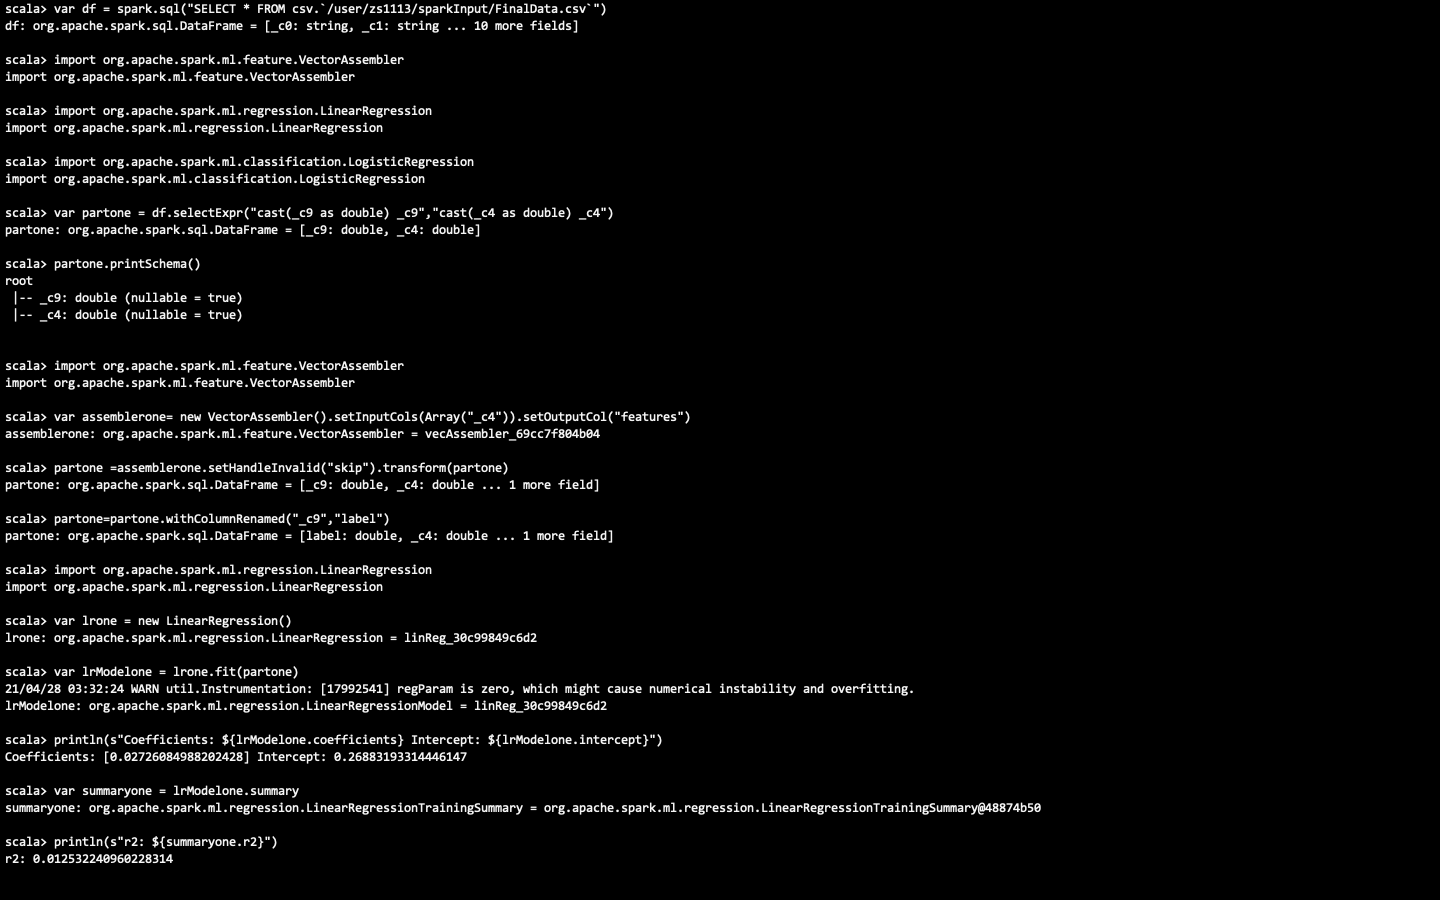 scala> var df = spark.sql("SELECT * FROM csv.`/user/zs1113/sparkInput/FinalData.csv`")
df: org.apache.spark.sql.DataFrame = [_c0: string, _c1: string ... 10 more fields]
scala> import org.apache.spark.ml.feature.VectorAssembler
import org.apache.spark.ml.feature.VectorAssembler
scala> import org.apache.spark.ml.regression.LinearRegression
import org.apache.spark.ml.regression.LinearRegression
scala> import org.apache.spark.ml.classification.LogisticRegression
import org.apache.spark.ml.classification.LogisticRegression
scala> var partone = df.selectExpr("cast(_c9 as double) _c9","cast(_c4 as double) _c4")
partone: org.apache.spark.sql.DataFrame = [_c9: double, _c4: double]
scala> partone.printSchema()
root
 |-- _c9: double (nullable = true)
 |-- _c4: double (nullable = true)
scala> import org.apache.spark.ml.feature.VectorAssembler
import org.apache.spark.ml.feature.VectorAssembler
scala> var assemblerone= new VectorAssembler().setInputCols(Array("_c4")).setOutputCol("features")
assemblerone: org.apache.spark.ml.feature.VectorAssembler = vecAssembler_69cc7f804b04
scala> partone =assemblerone.setHandleInvalid("skip").transform(partone)
partone: org.apache.spark.sql.DataFrame = [_c9: double, _c4: double ... 1 more field]
scala> partone=partone.withColumnRenamed("_c9","label")
partone: org.apache.spark.sql.DataFrame = [label: double, _c4: double ... 1 more field]
scala> import org.apache.spark.ml.regression.LinearRegression
import org.apache.spark.ml.regression.LinearRegression
scala> var lrone = new LinearRegression()
lrone: org.apache.spark.ml.regression.LinearRegression = linReg_30c99849c6d2
scala> var lrModelone = lrone.fit(partone)
21/04/28 03:32:24 WARN util.Instrumentation: [17992541] regParam is zero, which might cause numerical instability and overfitting.
lrModelone: org.apache.spark.ml.regression.LinearRegressionModel = linReg_30c99849c6d2
scala> println(s"Coefficients: ${lrModelone.coefficients} Intercept: ${lrModelone.intercept}")
Coefficients: [0.02726084988202428] Intercept: 0.26883193314446147
scala> var summaryone = lrModelone.summary
summaryone: org.apache.spark.ml.regression.LinearRegressionTrainingSummary = org.apache.spark.ml.regression.LinearRegressionTrainingSummary@48874b50
scala> println(s"r2: ${summaryone.r2}")
r2: 0.012532240960228314